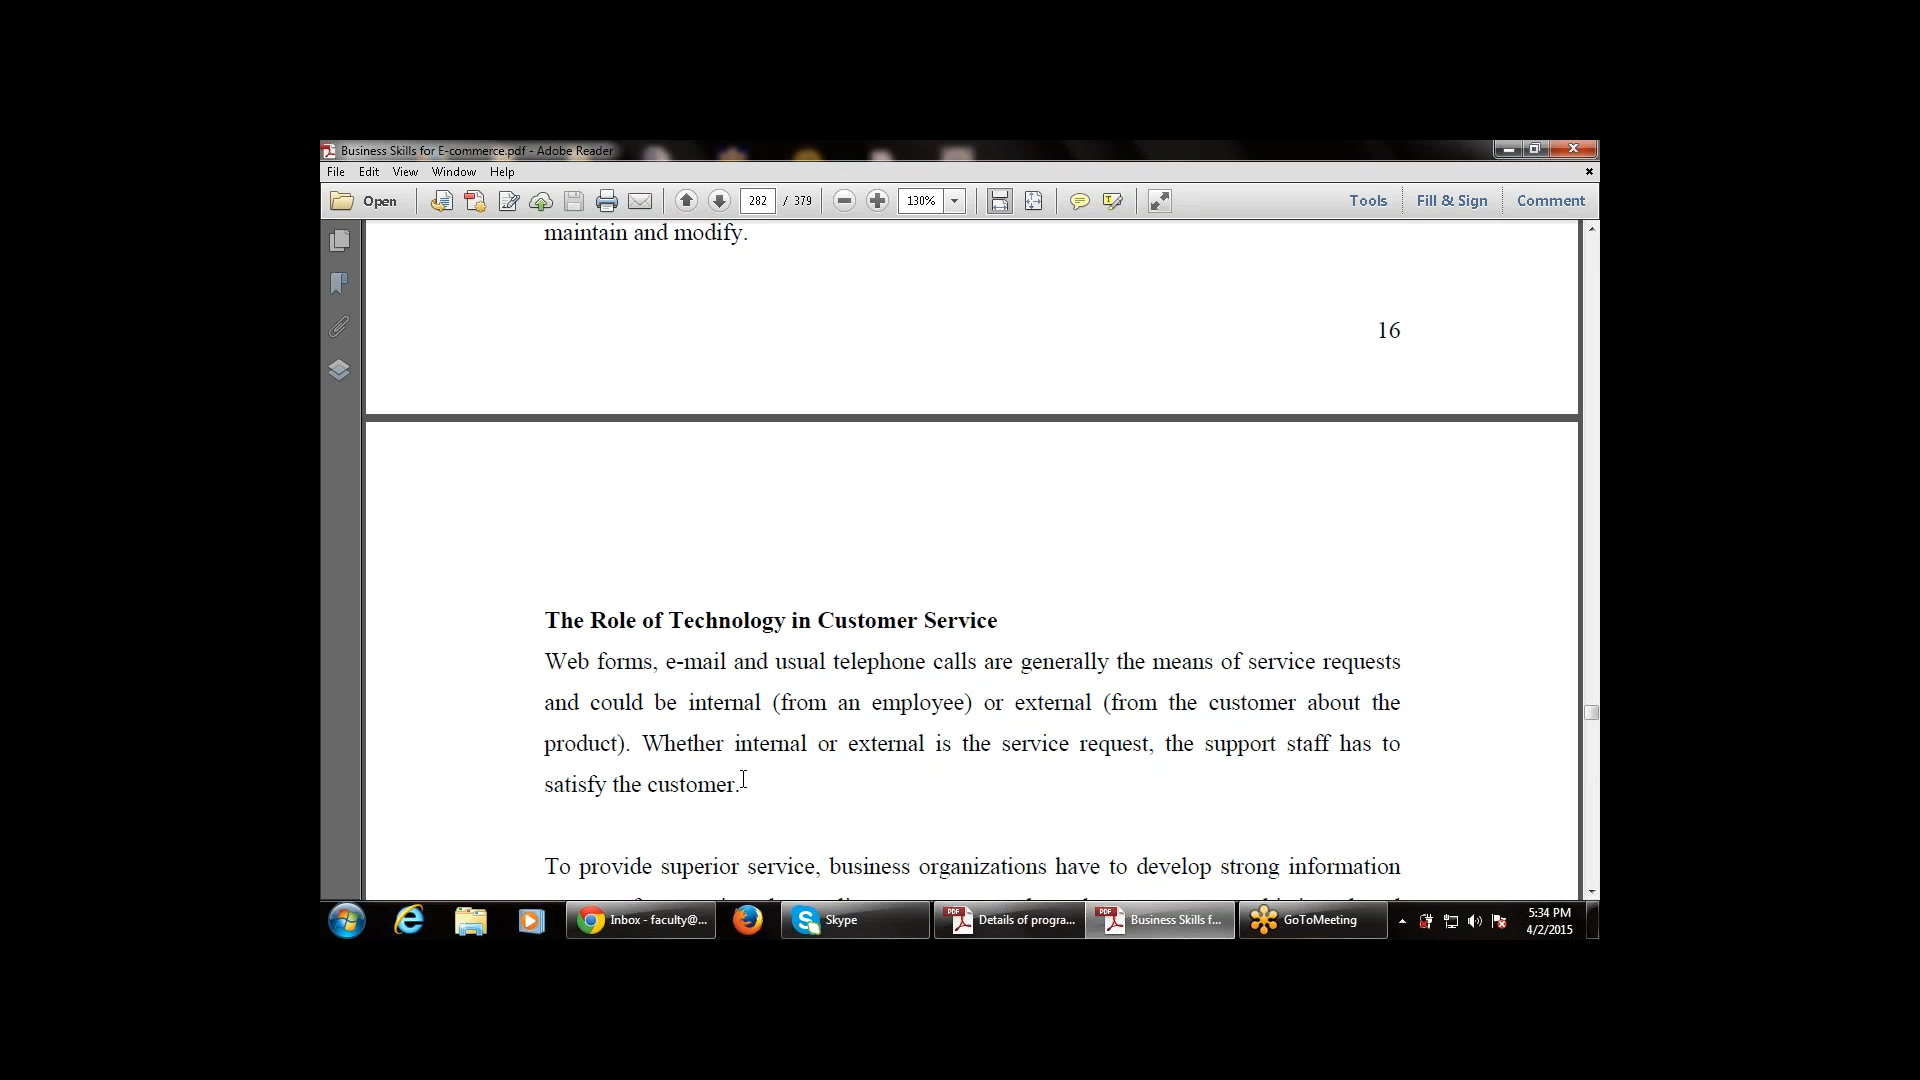 Business Skills for E-commerce.pdf - Adobe Reader
File Edit View Window Help
Open 282 / 379 130% Tools Fill & Sign Comment
maintain and modify.
16
The Role of Technology in Customer Service
Web forms, e-mail and usual telephone calls are generally the means of service requests
and could be internal (from an employee) or external (from the customer about the
product). Whether internal or external is the service request, the support staff has to
satisfy the customer.
To provide superior service, business organizations have to develop strong information
Inbox - faculty@... Skype Details of progra... Business Skills f... GoToMeeting
5:34 PM
4/2/2015